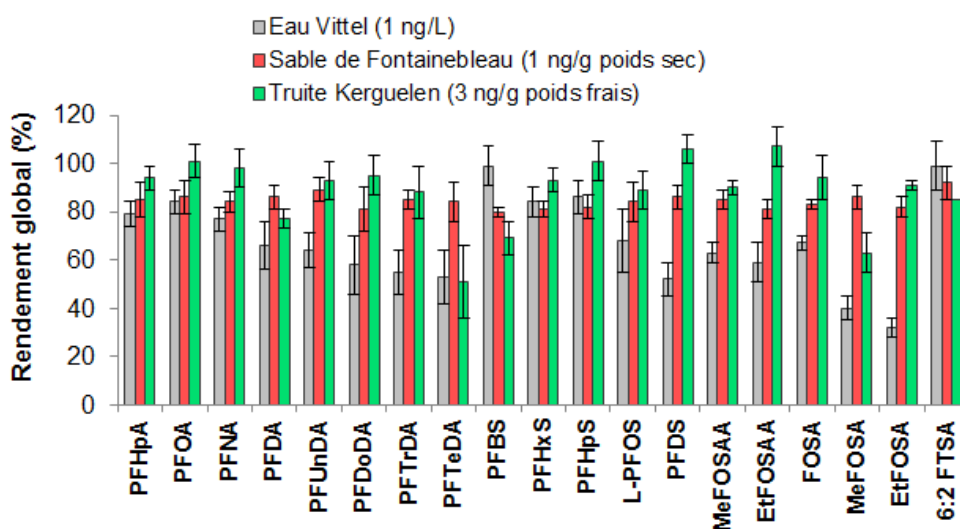 Eau Vittel (1 ng/L)
Sable de Fontainebleau (1 ng/g poids sec)
Truite Kerguelen (3 ng/g poids frais)
Rendement global (%)
120
100
80
60
40
20
0
PFHpA
PFOA
PFNA
PFDA
PFUnDA
PFDoDA
PFTrDA
PFTeDA
PFBS
PFHxS
PFHpS
L-PFOS
PFDS
MeFOSAA
EtFOSAA
FOSA
MeFOSA
EtFOSA
6:2 FTSA